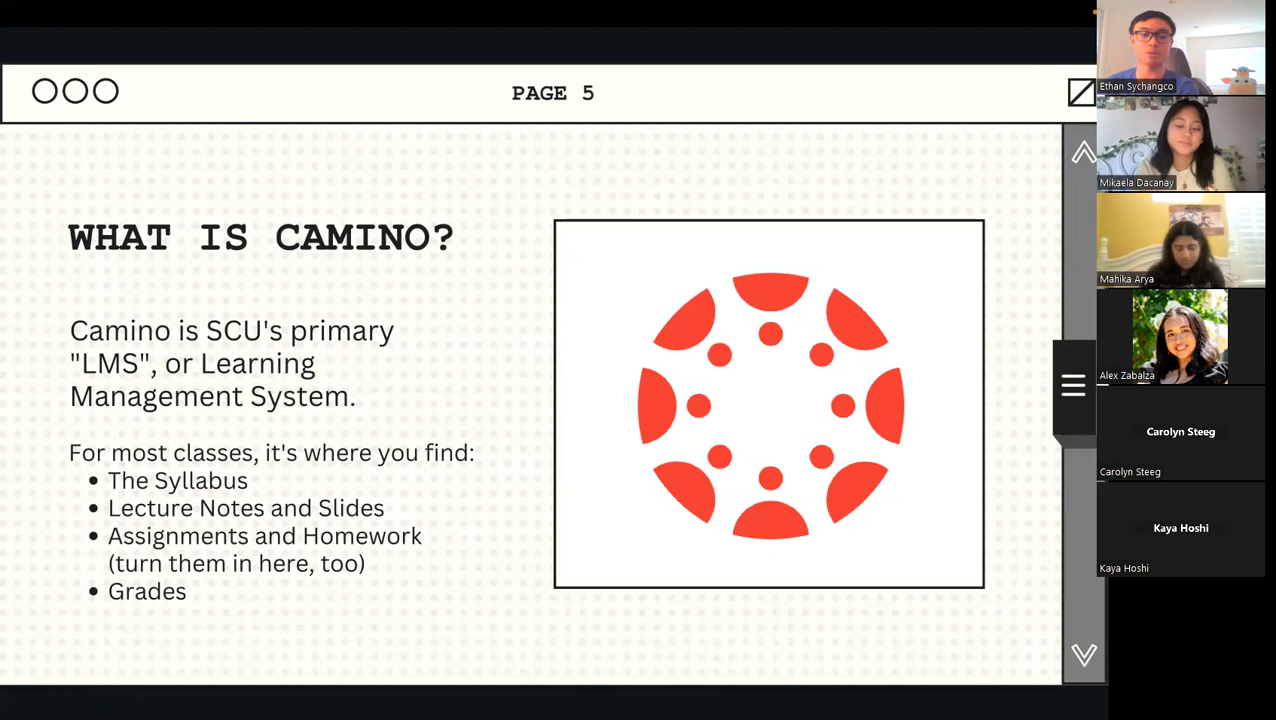 PAGE 5
WHAT IS CAMINO?
Camino is SCU's primary
"LMS", or Learning
Management System.
For most classes, it's where you find:
• The Syllabus
• Lecture Notes and Slides
• Assignments and Homework
(turn them in here, too)
• Grades
Ethan Sychangco
Mikaela Dacanay
Mahika Arya
Alex Zabalza
Carolyn Steeg
Carolyn Steeg
Kaya Hoshi
Kaya Hoshi